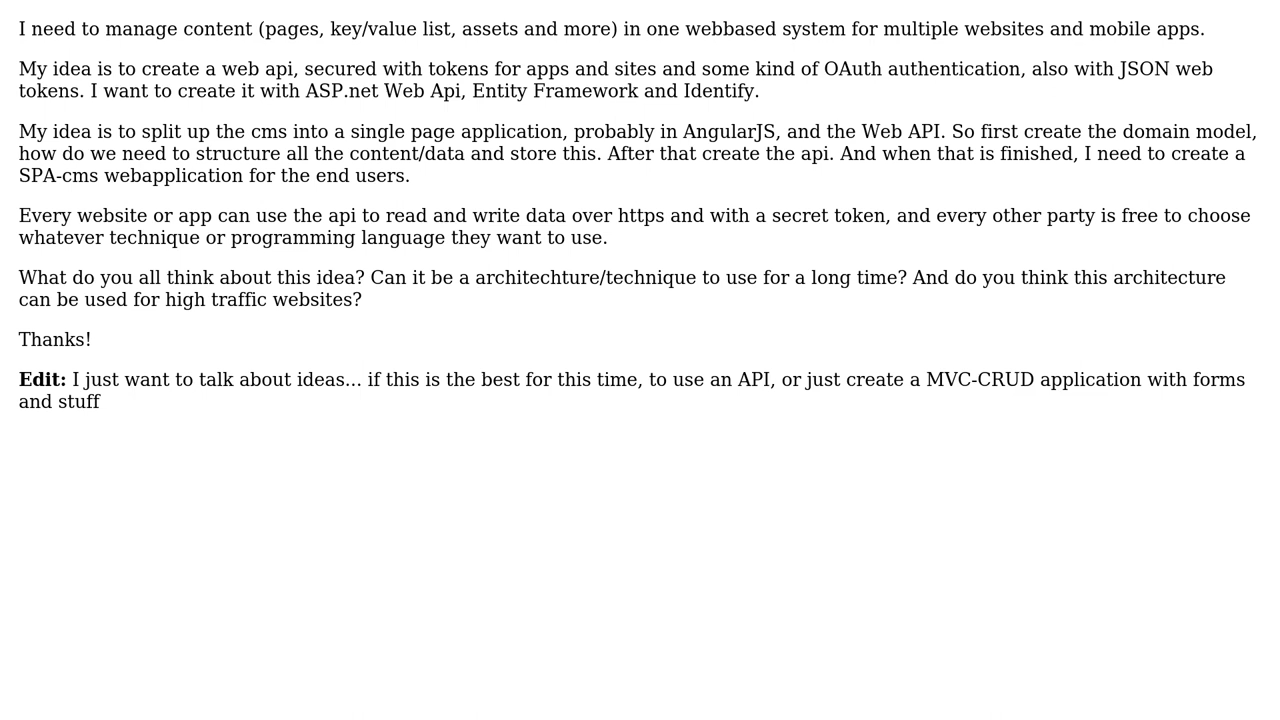 I need to manage content (pages, key/value list, assets and more) in one webbased system for multiple websites and mobile apps.
My idea is to create a web api, secured with tokens for apps and sites and some kind of OAuth authentication, also with JSON web
tokens. I want to create it with ASP.net Web Api, Entity Framework and Identify.
My idea is to split up the cms into a single page application, probably in AngularJS, and the Web API. So first create the domain model,
how do we need to structure all the content/data and store this. After that create the api. And when that is finished, I need to create a
SPA-cms webapplication for the end users.
Every website or app can use the api to read and write data over https and with a secret token, and every other party is free to choose
whatever technique or programming language they want to use.
What do you all think about this idea? Can it be a architechture/technique to use for a long time? And do you think this architecture
can be used for high traffic websites?
Thanks!
Edit: I just want to talk about ideas... if this is the best for this time, to use an API, or just create a MVC-CRUD application with forms
and stuff